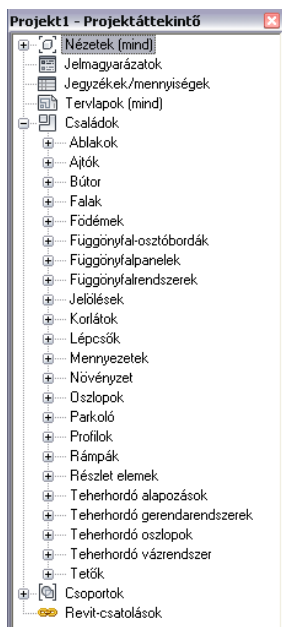 Projekt1 - Projektáttekintő
Nézetek (mind)
Jelmagyarázatok
Jegyzékek/mennyiségek
Tervlapok (mind)
Családok
Ablakok
Ajtók
Bútor
Falak
Födémek
Függönyfal-osztóbordák
Függönyfalpanelek
Függönyfalrendszerek
Jelölések
Korlátok
Lépcsők
Mennyezetek
Növényzet
Oszlopok
Parkoló
Profilok
Rámpák
Részlet elemek
Teherhordó alapozások
Teherhordó gerendarendszerek
Teherhordó oszlopok
Teherhordó vázrendszer
Tetők
Csoportok
Revit-csatolások